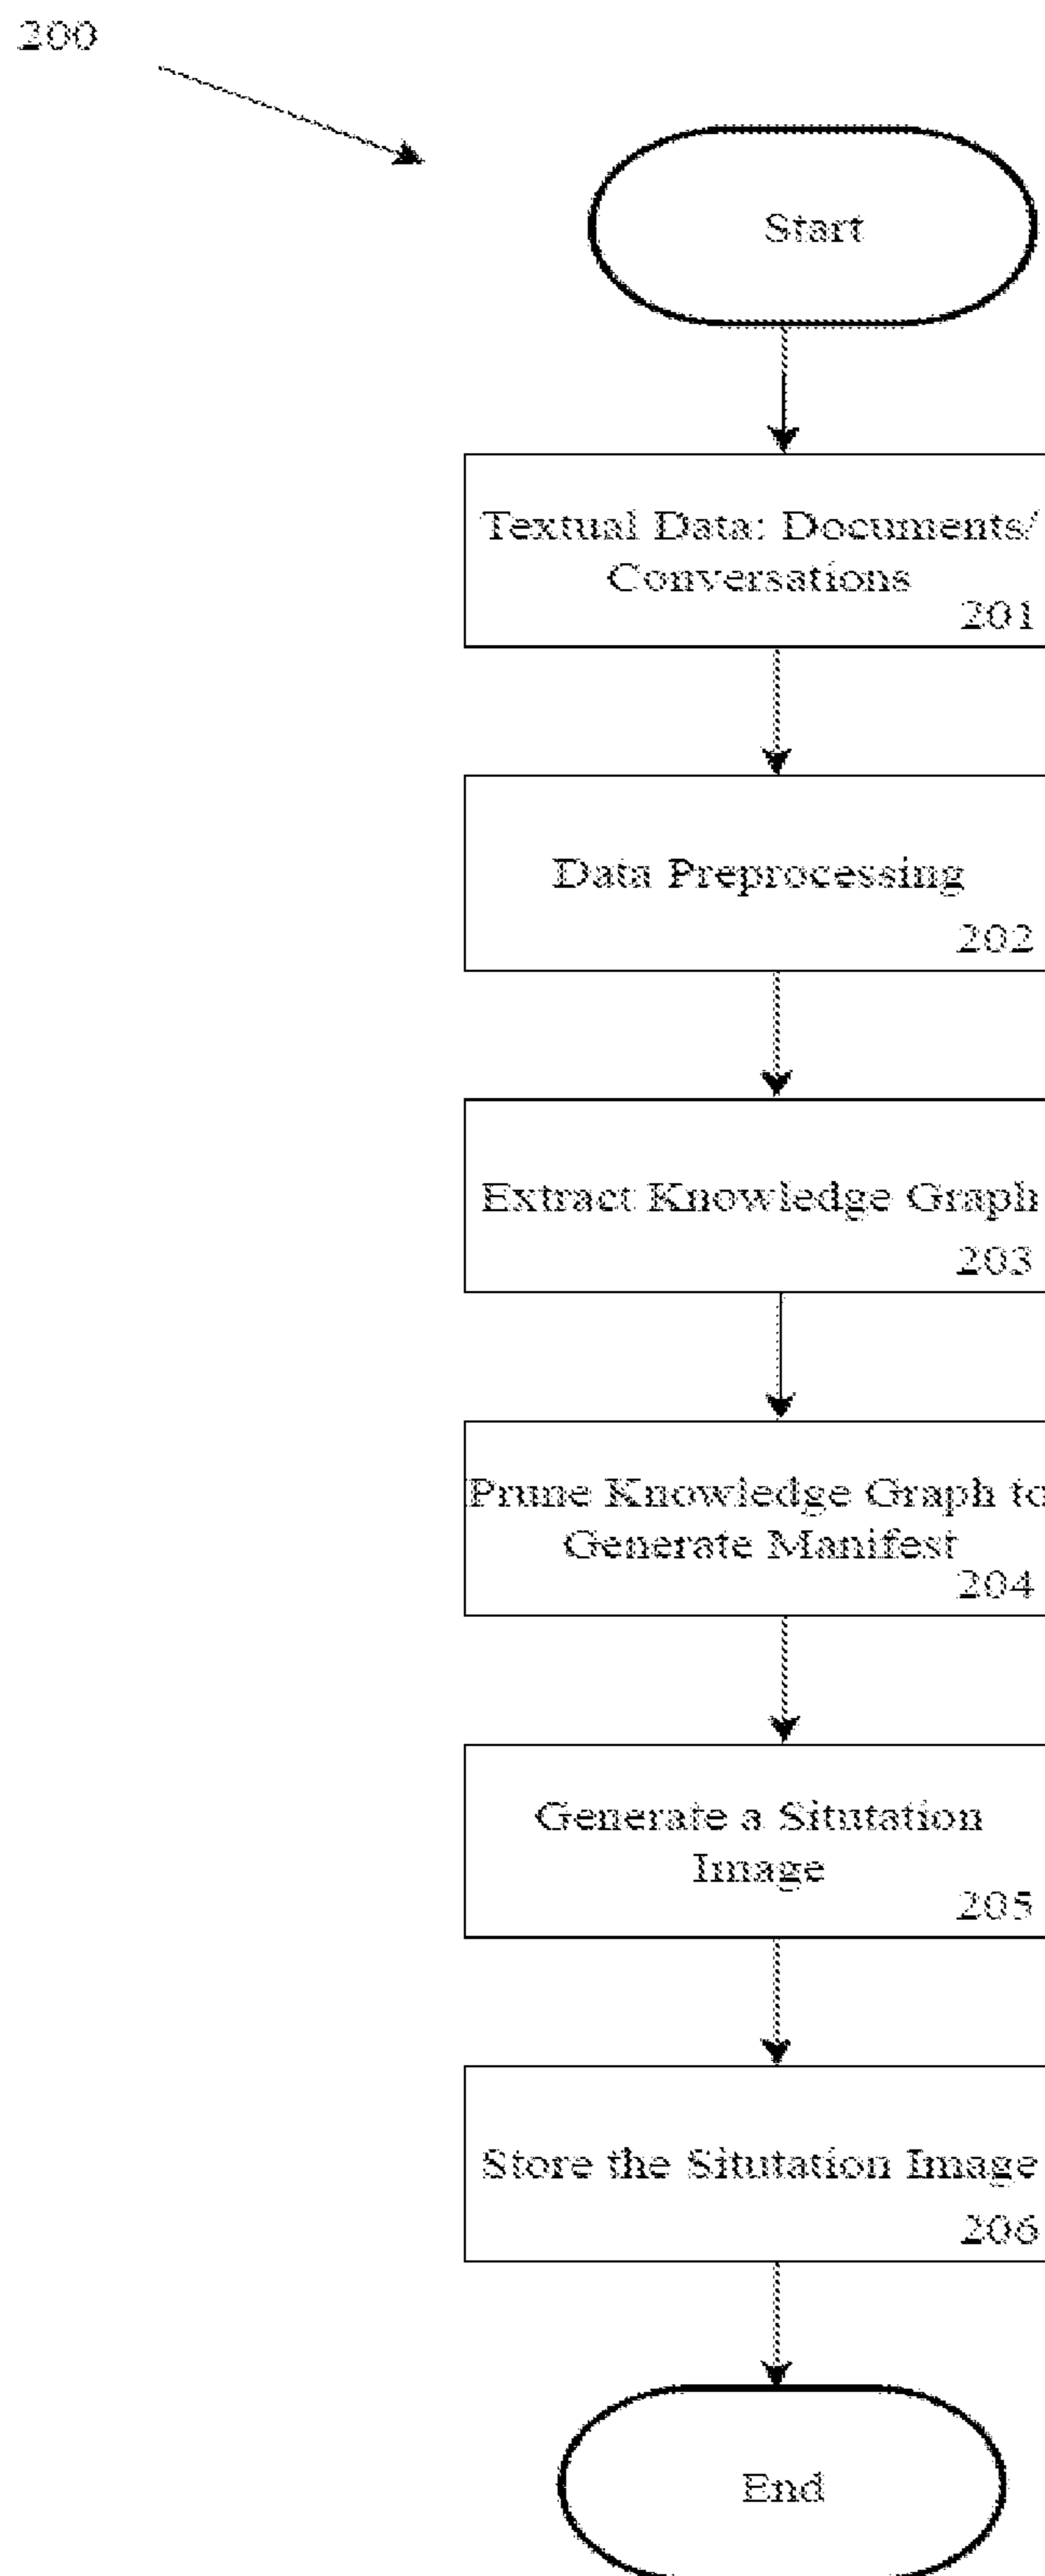 200
Start
Textual Data: Documents/
Conversations
201
Data Preprocessing
202
Extract Knowledge Graph
203
Prune Knowledge Graph to
Generate Manifest
204
Generate a Situtation
Image
205
Store the Situtation Image
206
End